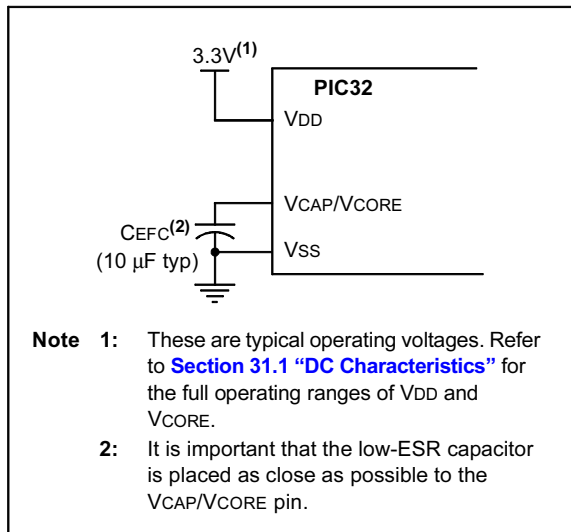 3.3V(1)
PIC32
VDD
VCAP/VCORE
CEFC(2)
(10 μF typ)
VSS
Note 1: These are typical operating voltages. Refer
to Section 31.1 “DC Characteristics” for
the full operating ranges of VDD and
VCORE.
2: It is important that the low-ESR capacitor
is placed as close as possible to the
VCAP/VCORE pin.